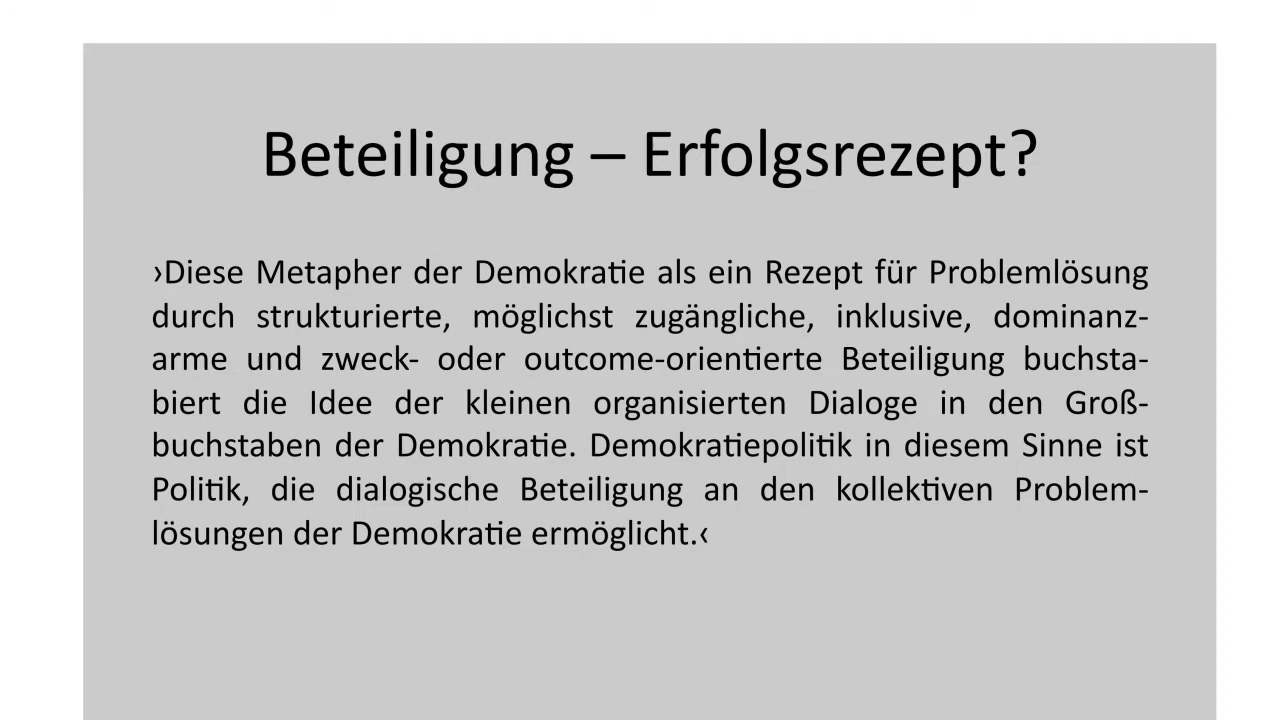 Beteiligung – Erfolgsrezept?
›Diese Metapher der Demokratie als ein Rezept für Problemlösung
durch strukturierte, möglichst zugängliche, inklusive, dominanz-
arme und zweck- oder outcome-orientierte Beteiligung buchsta-
biert die Idee der kleinen organisierten Dialoge in den Groß-
buchstaben der Demokratie. Demokratiepolitik in diesem Sinne ist
Politik, die dialogische Beteiligung an den kollektiven Problem-
lösungen der Demokratie ermöglicht.‹